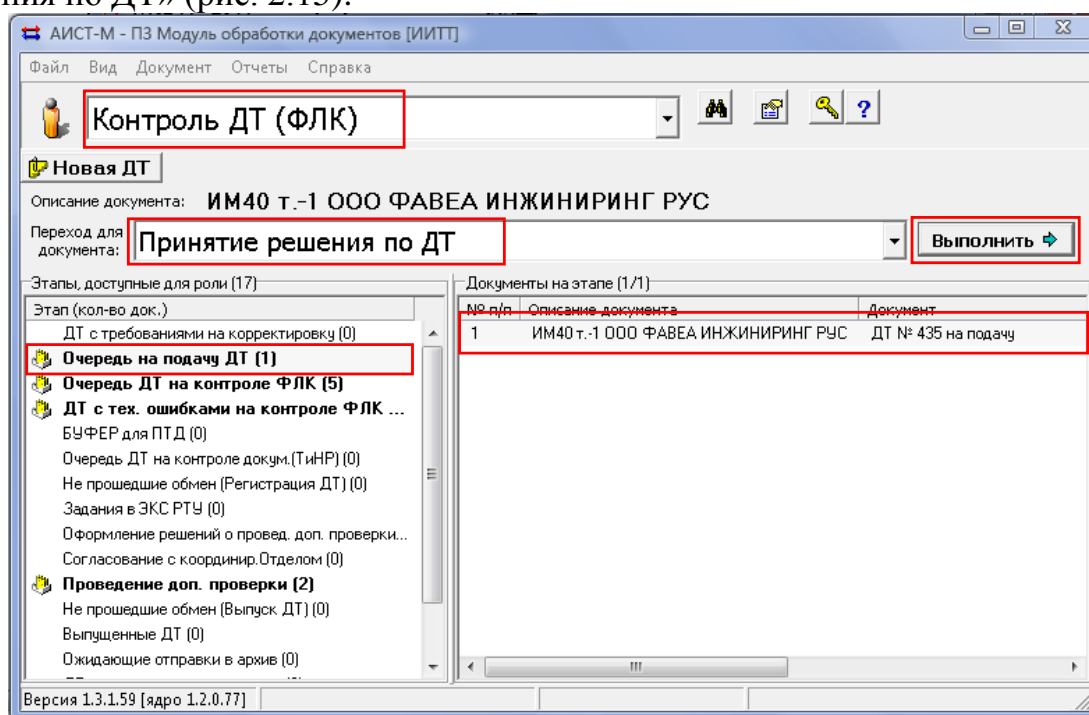 ния по ДТ» (рис. 2.13).
АИСТ-М - ПЗ Модуль обработки документов [ИИТТ]
Файл Вид Документ Отчеты Справка
Контроль ДТ (ФЛК)
Новая ДТ
Описание документа: ИМ40 т.-1 ООО ФАВЕА ИНЖИНИРИНГ РУС
Переход для документа: Принятие решения по ДТ
Выполнить
Этапы, доступные для роли (17)
Этап (кол-во док.)
ДТ с требованиями на корректировку (0)
Очередь на подачу ДТ (1)
Очередь ДТ на контроле ФЛК (5)
ДТ с тех. ошибками на контроле ФЛК ...
БУФЕР для ПТД (0)
Очередь ДТ на контроле докум.(ТиНР) (0)
Не прошедшие обмен (Регистрация ДТ) (0)
Задания в ЭКС РТУ (0)
Оформление решений о провед. доп. проверки...
Согласование с координир.Отделом (0)
Проведение доп. проверки (2)
Не прошедшие обмен (Выпуск ДТ) (0)
Выпущенные ДТ (0)
Ожидающие отправки в архив (0)
Документы на этапе (1/1)
№ п/п Описание документа Документ
1 ИМ40 т.-1 ООО ФАВЕА ИНЖИНИРИНГ РУС ДТ № 435 на подачу
Версия 1.3.1.59 [ядро 1.2.0.77]